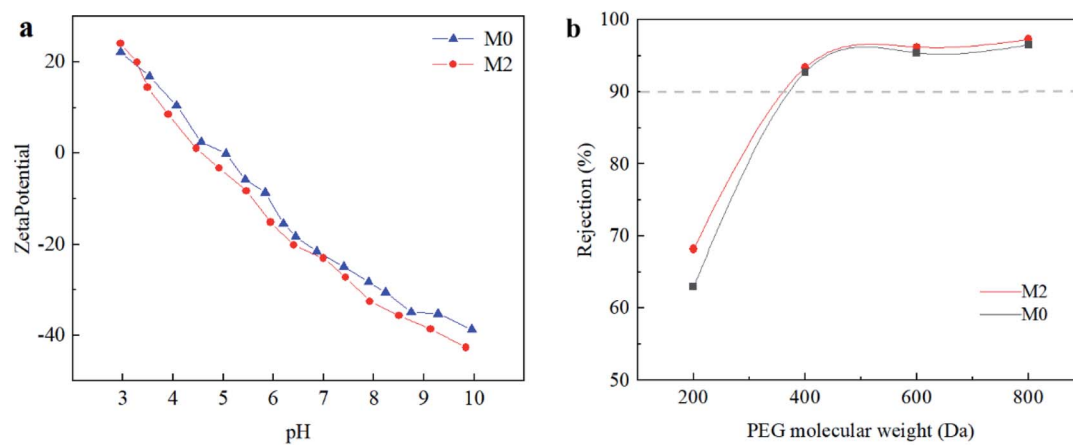 a
M0
M2
20
0
-20
-40
ZetaPotential
3 4 5 6 7 8 9 10
pH
b
100
90
80
70
60
50
Rejection (%)
M2
M0
200 400 600 800
PEG molecular weight (Da)